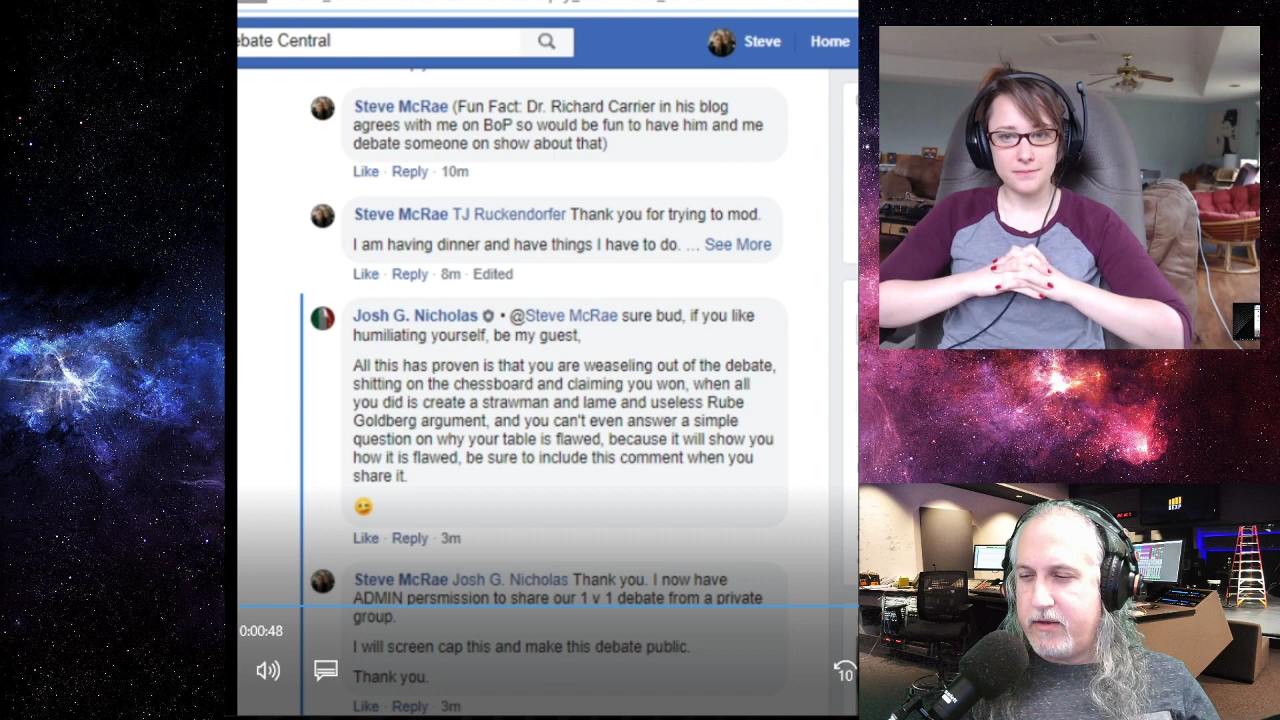 ebate Central
Steve
Home
Steve McRae (Fun Fact: Dr. Richard Carrier in his blog
agrees with me on BoP so would be fun to have him and me
debate someone on show about that)
Like · Reply · 10m
Steve McRae TJ Ruckendorfer Thank you for trying to mod.
I am having dinner and have things I have to do. ... See More
Like · Reply · 8m · Edited
Josh G. Nicholas • @Steve McRae sure bud, if you like
humiliating yourself, be my guest,
All this has proven is that you are weaseling out of the debate,
shitting on the chessboard and claiming you won, when all
you did is create a strawman and lame and useless Rube
Goldberg argument, and you can't even answer a simple
question on why your table is flawed, because it will show you
how it is flawed, be sure to include this comment when you
share it.
Like · Reply · 3m
Steve McRae Josh G. Nicholas Thank you. I now have
ADMIN persmission to share our 1 v 1 debate from a private
group.
0:00:48
I will screen cap this and make this debate public.
10
Thank you.
Like · Reply · 3m